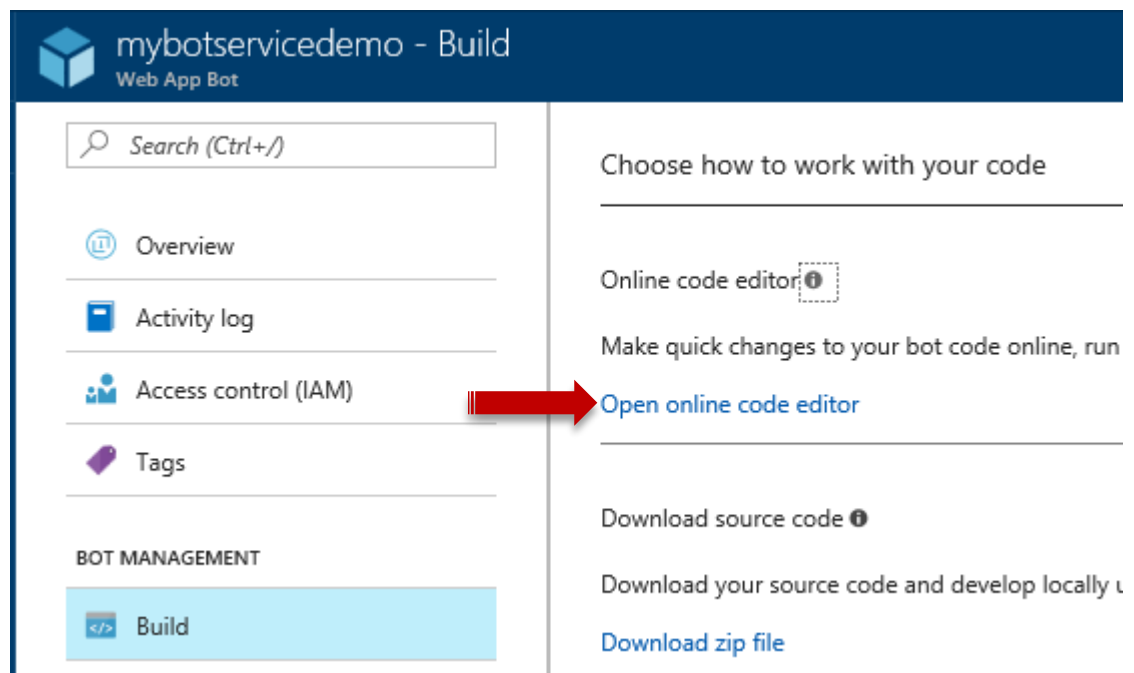 mybotservicedemo - Build
Web App Bot
Search (Ctrl+/)
Overview
Activity log
Access control (IAM)
Tags
BOT MANAGEMENT
Build
Choose how to work with your code
Online code editor
Make quick changes to your bot code online, run
Open online code editor
Download source code
Download your source code and develop locally
Download zip file